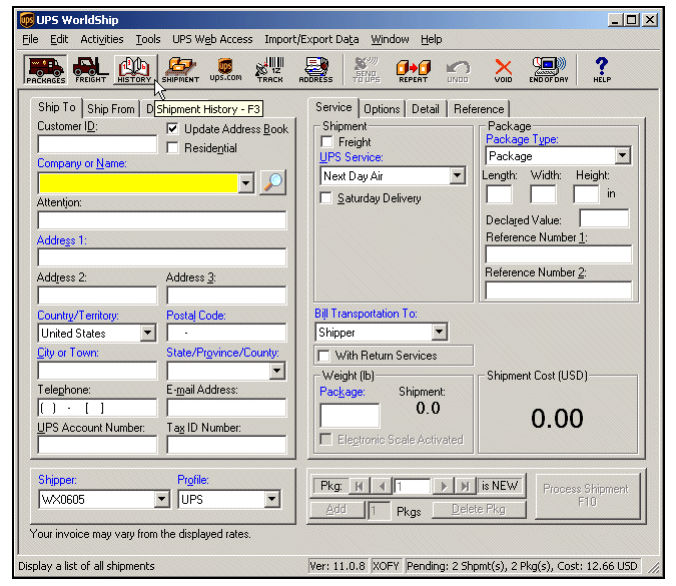 UPS WorldShip
File Edit Activities Tools UPS Web Access Import/Export Data Window Help
PACKAGES FREIGHT HISTORY SHIPMENT UPS.com TRACK ADDRESS SEND TO UPS REPEAT UNDO VOID END OF DAY HELP
Ship To Ship From D Shipment History - F3
Service Options Detail Reference
Customer ID:
Update Address Book
Residential
Company or Name:
Attention:
Address 1:
Address 2: Address 3:
Country/Territory: Postal Code:
United States -
City or Town: State/Province/County:
Telephone: E-mail Address:
( ) - [ ]
UPS Account Number: Tax ID Number:
Shipment
Freight
UPS Service:
Next Day Air
Saturday Delivery
Package
Package Type:
Package
Length: Width: Height:
in
Declared Value:
Reference Number 1:
Reference Number 2:
Bill Transportation To:
Shipper
With Return Services
Weight (lb)
Package: Shipment:
0.0
Electronic Scale Activated
Shipment Cost (USD)
0.00
Shipper: Profile:
WX0605 UPS
Pkg: 1 is NEW
Add 1 Pkgs Delete Pkg
Process Shipment
F10
Your invoice may vary from the displayed rates.
Display a list of all shipments Ver: 11.0.8 XOFY Pending: 2 Shpmt(s), 2 Pkg(s), Cost: 12.66 USD